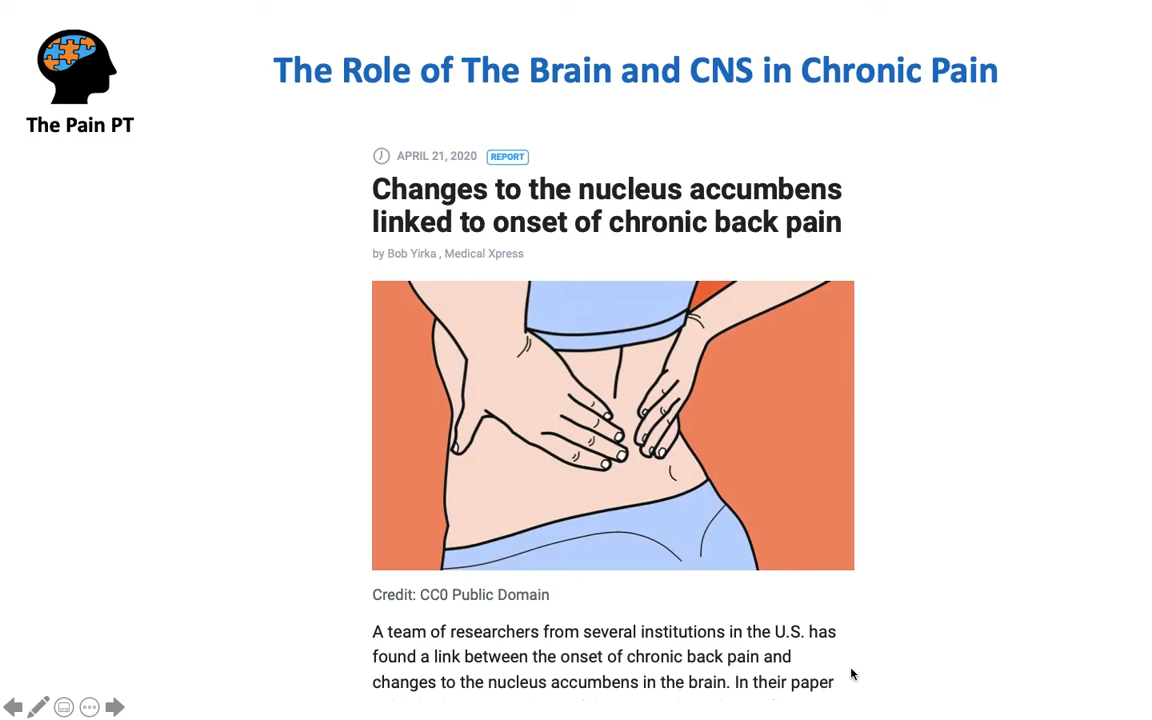 The Role of The Brain and CNS in Chronic Pain
The Pain PT
APRIL 21, 2020 REPORT
Changes to the nucleus accumbens
linked to onset of chronic back pain
by Bob Yirka , Medical Xpress
Credit: CC0 Public Domain
A team of researchers from several institutions in the U.S. has
found a link between the onset of chronic back pain and
changes to the nucleus accumbens in the brain. In their paper